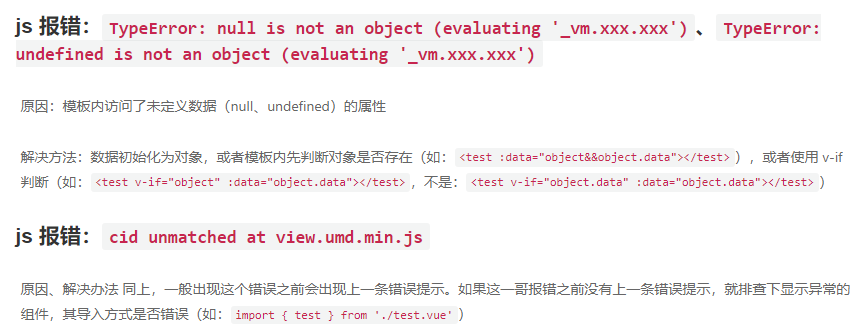 js 报错：TypeError: null is not an object (evaluating '_vm.xxx.xxx')、TypeError:
undefined is not an object (evaluating '_vm.xxx.xxx')
原因：模板内访问了未定义数据（null、undefined）的属性
解决方法：数据初始化为对象，或者模板内先判断对象是否存在（如：<test :data="object&&object.data"></test>），或者使用 v-if
判断（如：<test v-if="object" :data="object.data"></test>，不是：<test v-if="object.data" :data="object.data"></test>）
js 报错：cid unmatched at view.umd.min.js
原因、解决办法 同上，一般出现这个错误之前会出现上一条错误提示。如果这一哥报错之前没有上一条错误提示，就排查下显示异常的
组件，其导入方式是否错误（如：import { test } from './test.vue'）